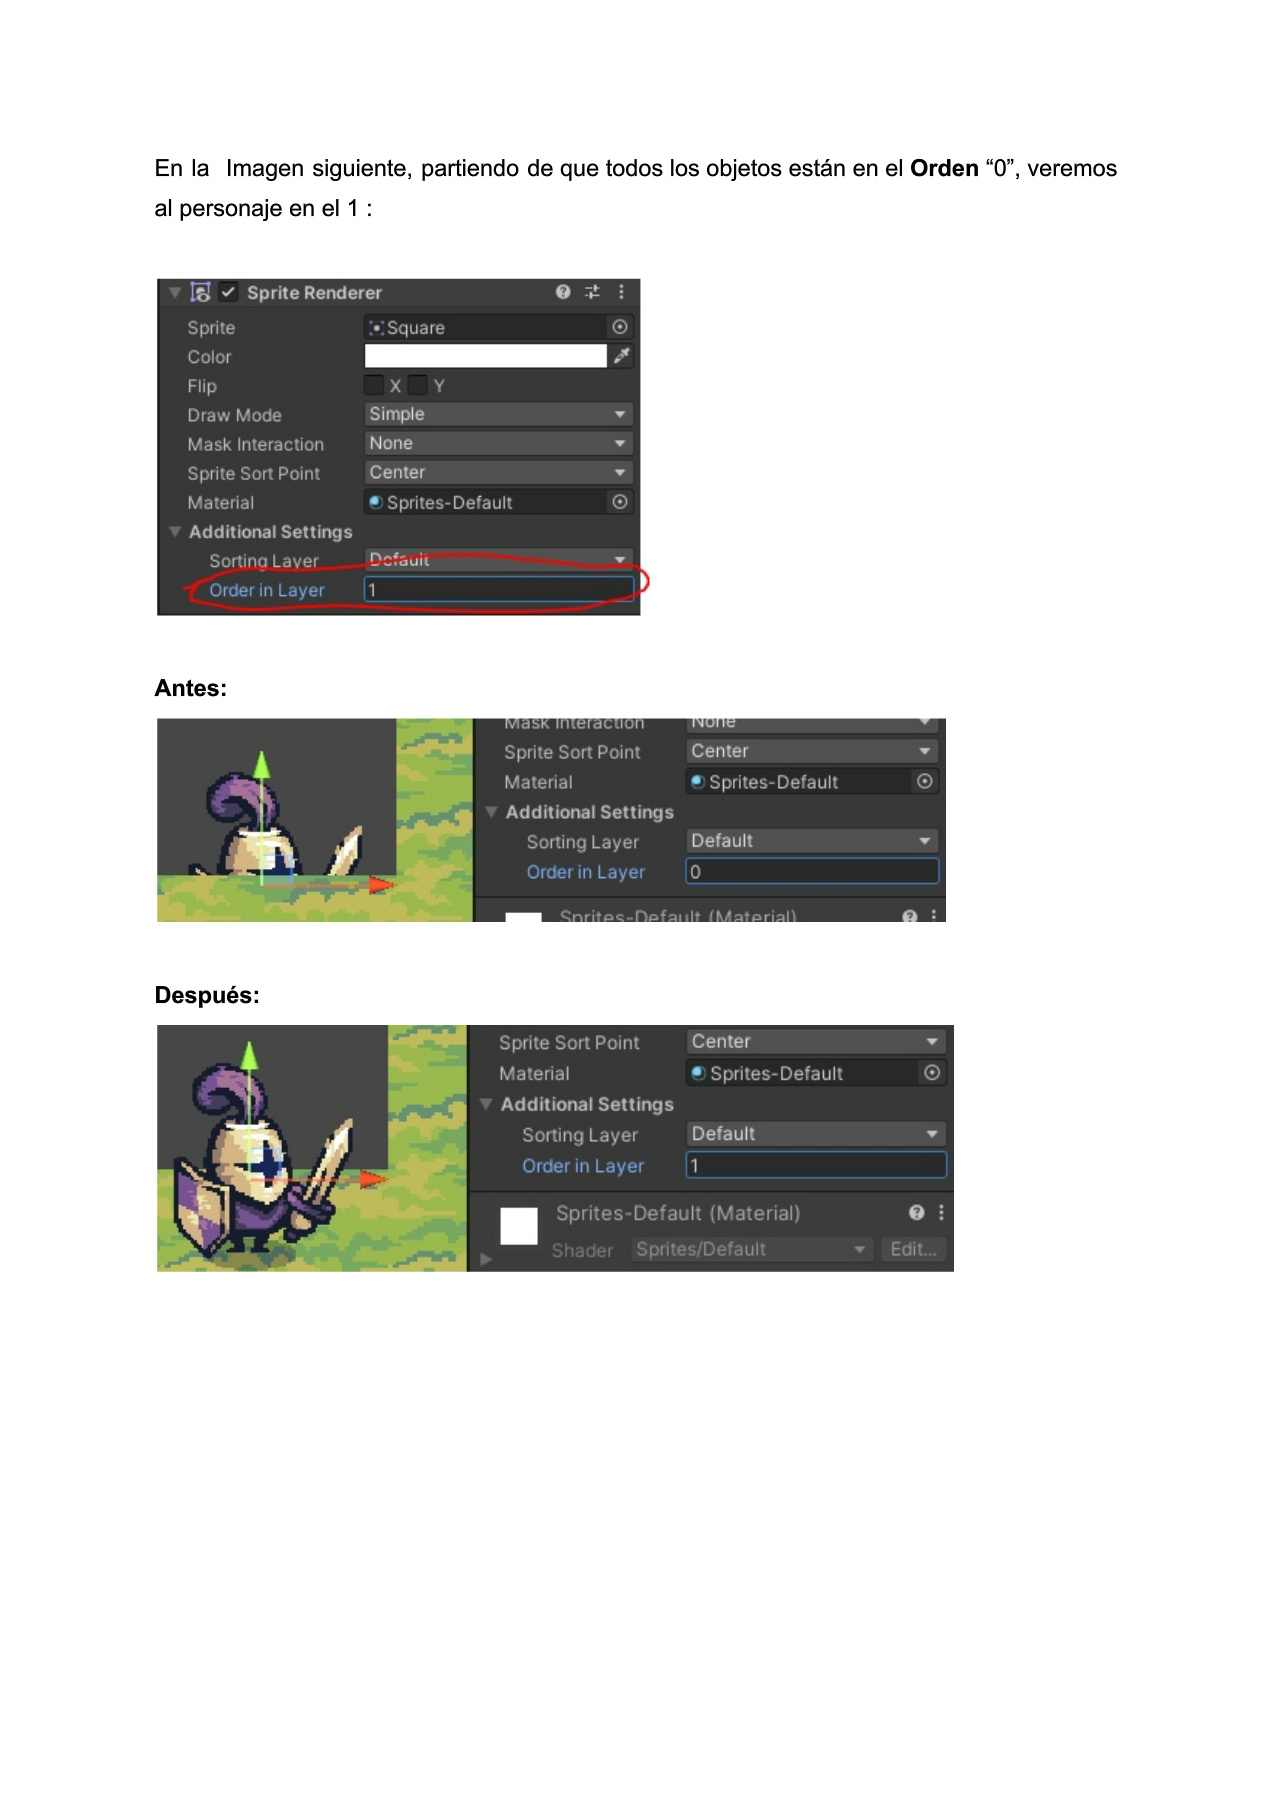 En la Imagen siguiente, partiendo de que todos los objetos están en el Orden “0”, veremos
al personaje en el 1 :
Sprite Renderer
Sprite Square
Color
Flip X Y
Draw Mode Simple
Mask Interaction None
Sprite Sort Point Center
Material Sprites-Default
Additional Settings
Sorting Layer Default
Order in Layer 1
Antes:
Mask Interaction None
Sprite Sort Point Center
Material Sprites-Default
Additional Settings
Sorting Layer Default
Order in Layer 0
Sprites-Default (Material)
Después:
Sprite Sort Point Center
Material Sprites-Default
Additional Settings
Sorting Layer Default
Order in Layer 1
Sprites-Default (Material)
Shader Sprites/Default Edit...